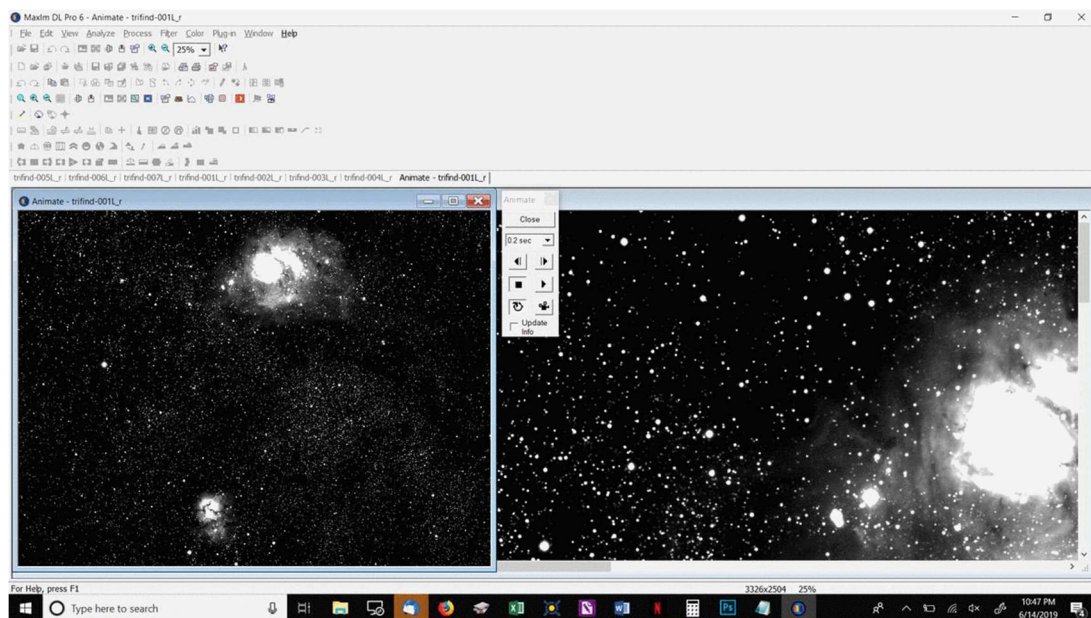 MaxIm DL Pro 6 - Animate - trifind-001L_r
File Edit View Analyze Process Filter Color Plug-in Window Help
25%
trifind-005L_r | trifind-006L_r | trifind-007L_r | trifind-001L_r | trifind-002L_r | trifind-003L_r | trifind-004L_r Animate - trifind-001L_r
Animate - trifind-001L_r
Animate
Close
0.2 sec
Update
Info
For Help, press F1
3326x2504 25%
Type here to search
Ps
10:47 PM
6/14/2019
4